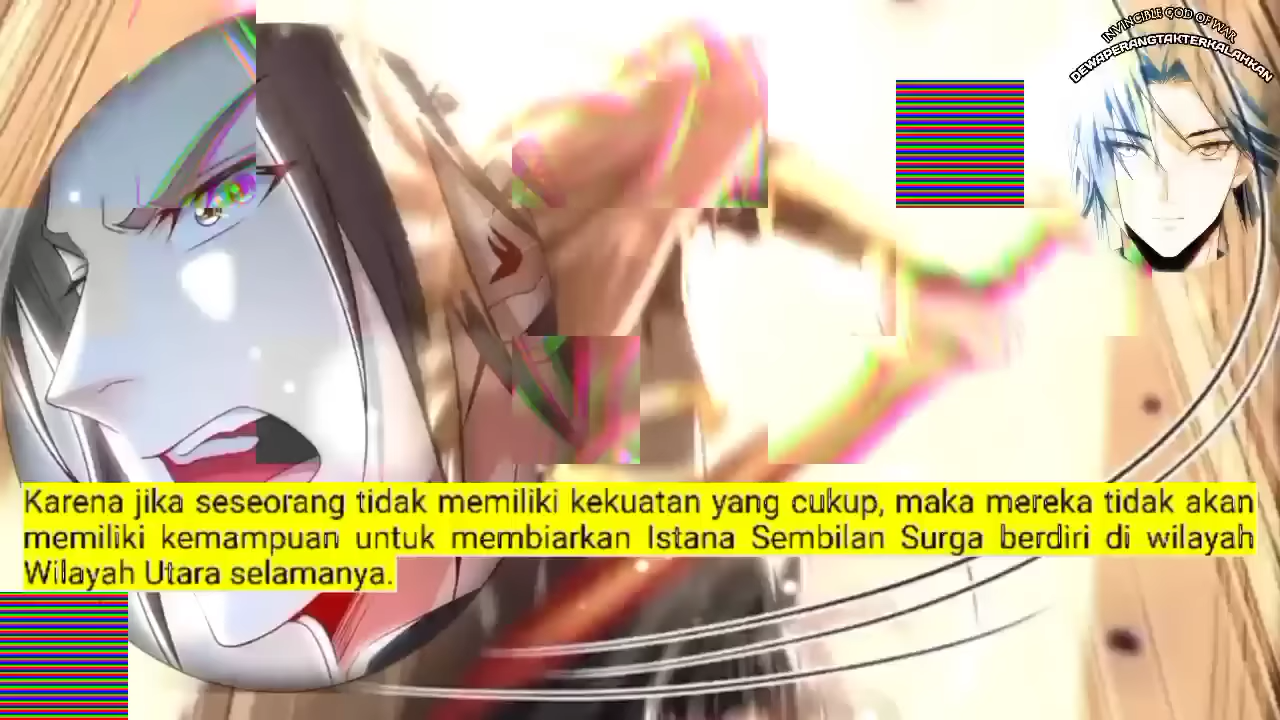 INVINCIBLE GOD OF WAR
DEWAPERANGTAKTERKALAHKAN
Karena jika seseorang tidak memiliki kekuatan yang cukup, maka mereka tidak akan
memiliki kemampuan untuk membiarkan Istana Sembilan Surga berdiri di wilayah
Wilayah Utara selamanya.